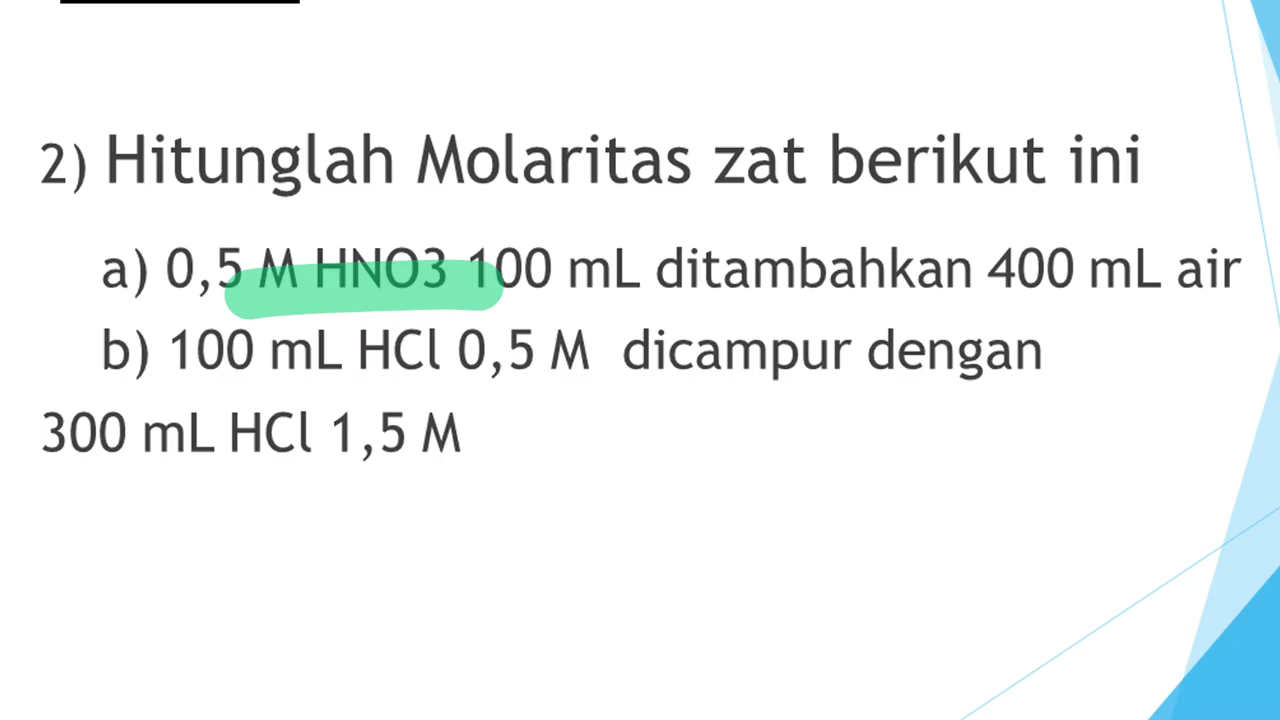 2) Hitunglah Molaritas zat berikut ini
a) 0,5 M HNO3 100 mL ditambahkan 400 mL air
b) 100 mL HCl 0,5 M dicampur dengan
300 mL HCl 1,5 M